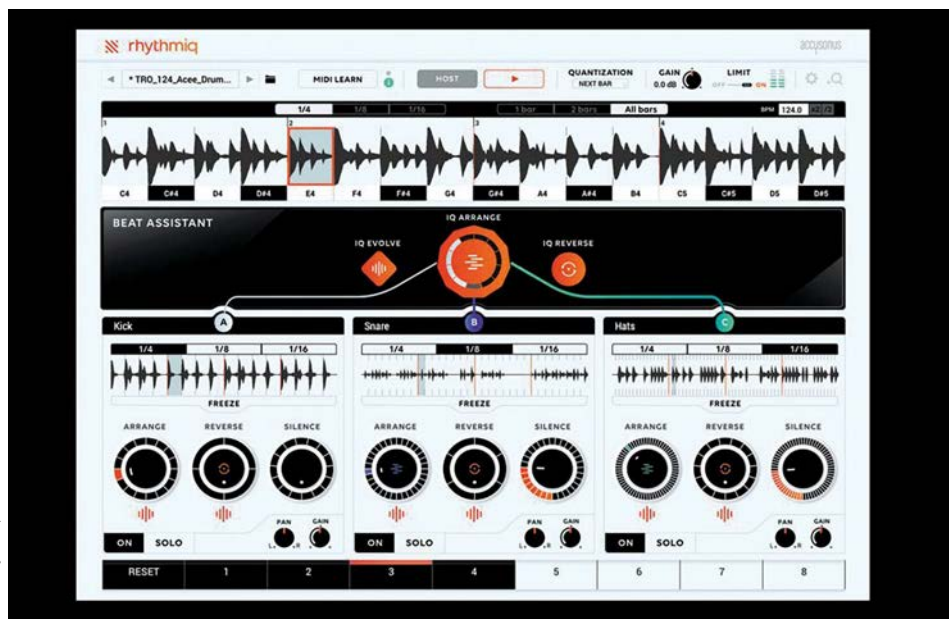 rhythmiq accusonus
* TRO_124_Acee_Drum... MIDI LEARN HOST QUANTIZATION NEXT BAR GAIN 0.0 dB LIMIT OFF ON
1/4 1/8 1/16 1 bar 2 bars All bars BPM 124.0
1 2 3 4
C4 C#4 D4 D#4 E4 F4 F#4 G4 G#4 A4 A#4 B4 C5 C#5 D5 D#5
BEAT ASSISTANT
IQ ARRANGE
IQ EVOLVE IQ REVERSE
A B C
Kick Snare Hats
1/4 1/8 1/16 1/4 1/8 1/16 1/4 1/8 1/16
FREEZE FREEZE FREEZE
ARRANGE REVERSE SILENCE ARRANGE REVERSE SILENCE ARRANGE REVERSE SILENCE
PAN GAIN PAN GAIN PAN GAIN
ON SOLO L R ON SOLO L R ON SOLO L R
RESET 1 2 3 4 5 6 7 8